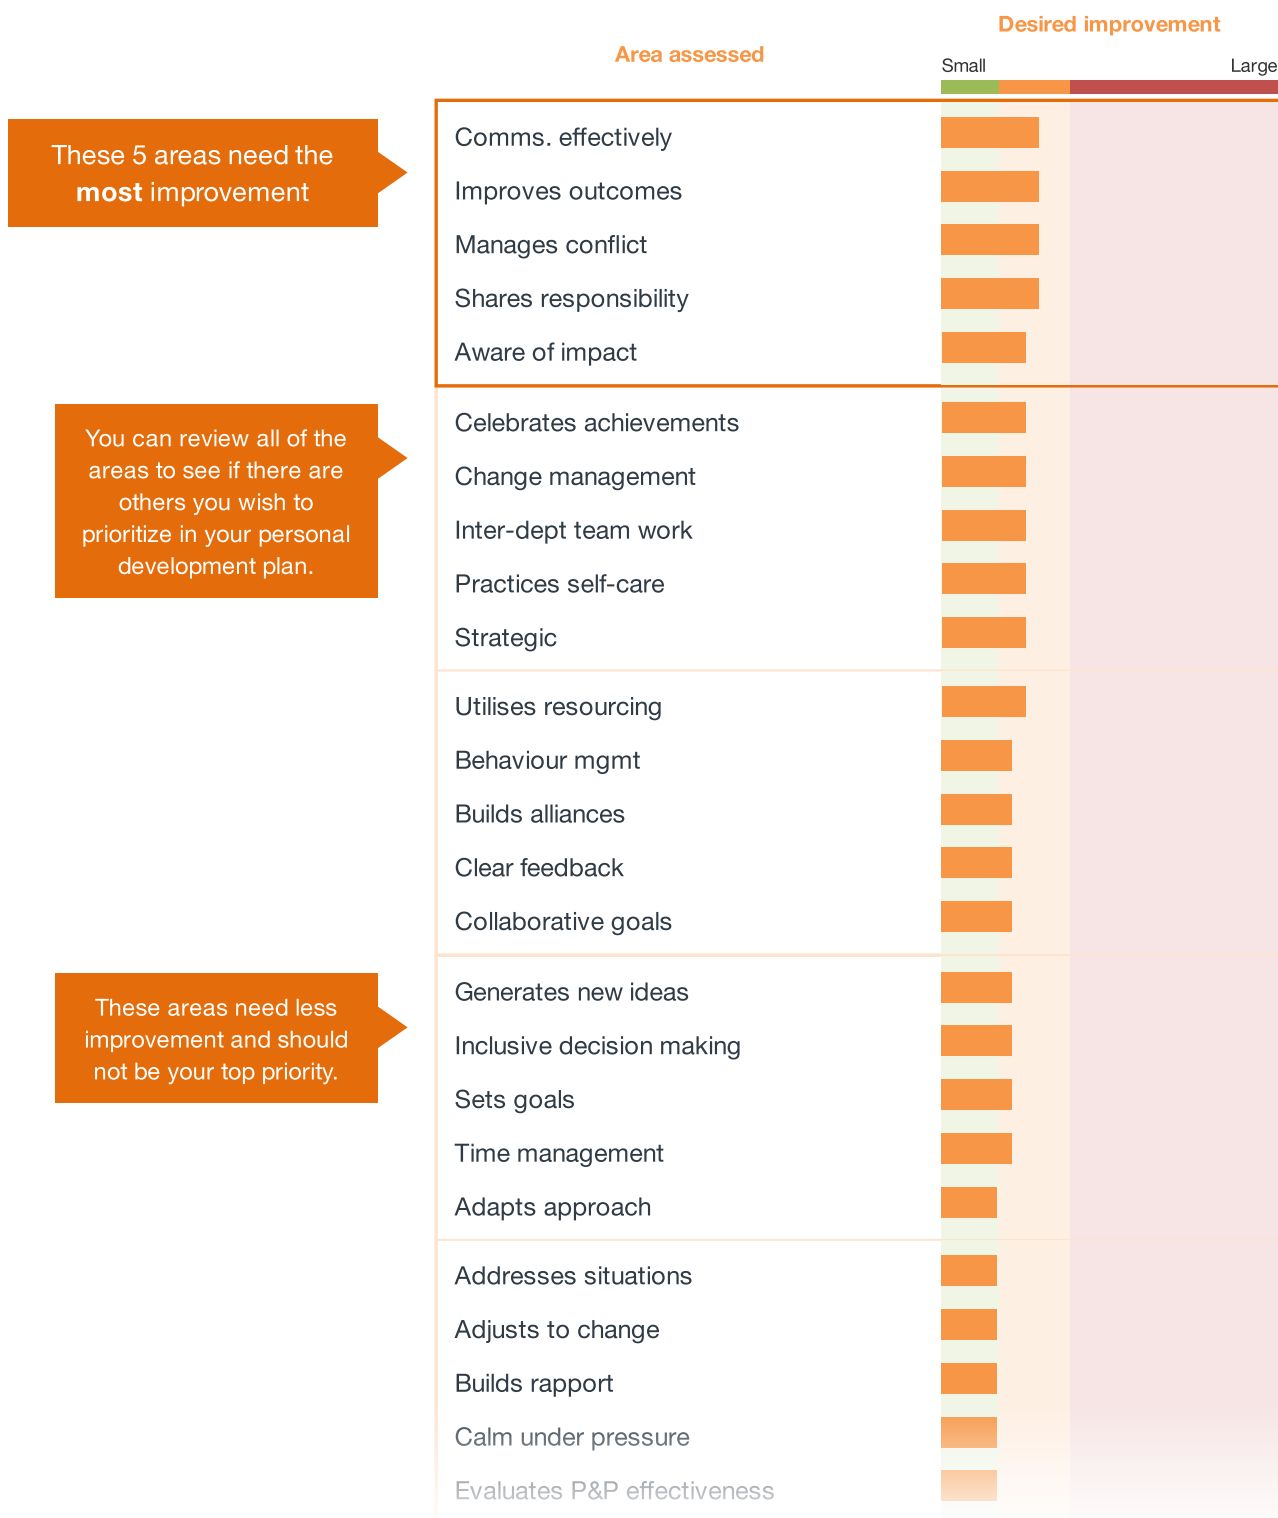 Desired improvement
Area assessed
Small
Large
These 5 areas need the
most improvement
Comms. effectively
Improves outcomes
Manages conflict
Shares responsibility
Aware of impact
You can review all of the
areas to see if there are
others you wish to
prioritize in your personal
development plan.
Celebrates achievements
Change management
Inter-dept team work
Practices self-care
Strategic
Utilises resourcing
Behaviour mgmt
Builds alliances
Clear feedback
Collaborative goals
These areas need less
improvement and should
not be your top priority.
Generates new ideas
Inclusive decision making
Sets goals
Time management
Adapts approach
Addresses situations
Adjusts to change
Builds rapport
Calm under pressure
Evaluates P&P effectiveness